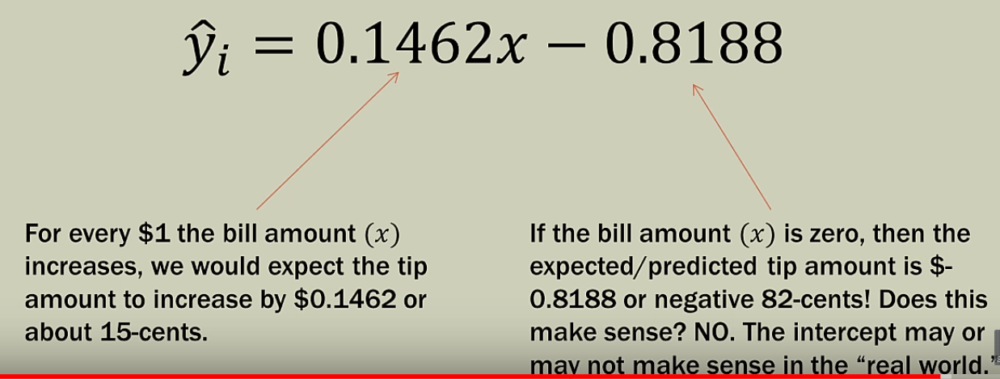 ŷᵢ = 0.1462x − 0.8188
For every $1 the bill amount (x)
increases, we would expect the tip
amount to increase by $0.1462 or
about 15-cents.
If the bill amount (x) is zero, then the
expected/predicted tip amount is $-
0.8188 or negative 82-cents! Does this
make sense? NO. The intercept may or
may not make sense in the “real world.”